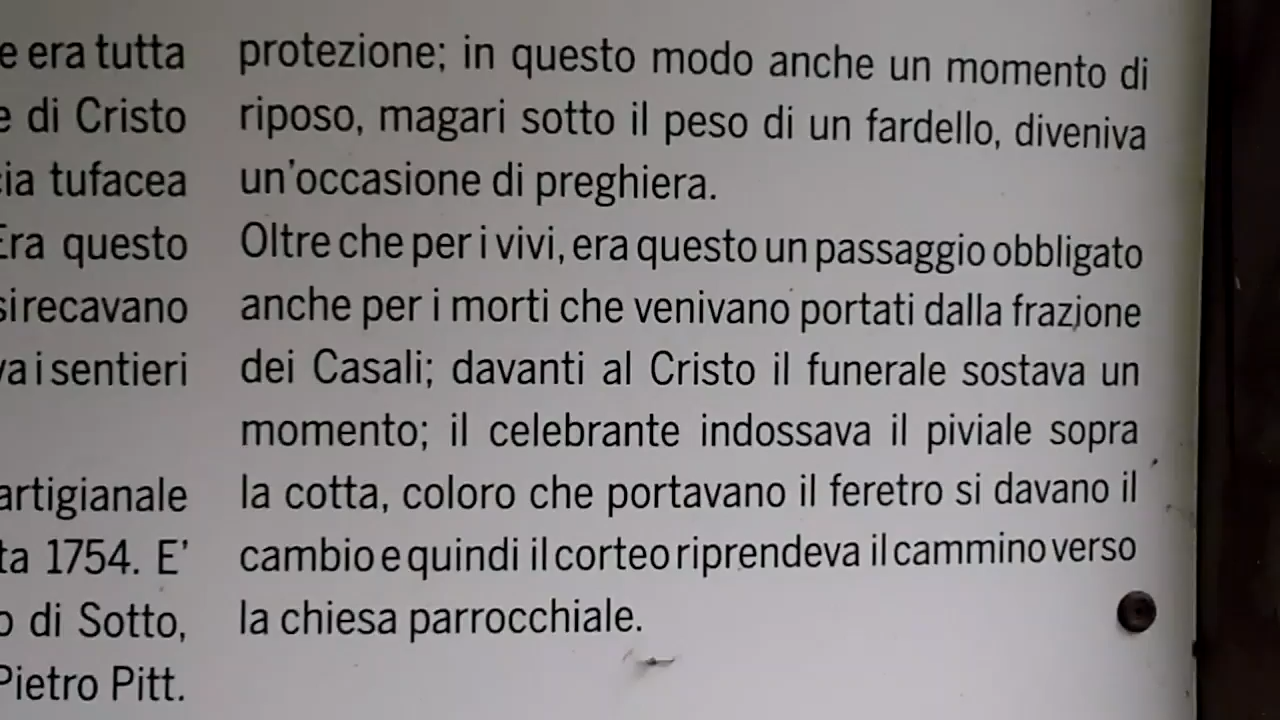 e era tutta
di Cristo
tufacea
Era questo
si recavano
i sentieri
artigianale
1754. E'
di Sotto,
Pietro Pitt.
protezione; in questo modo anche un momento di
riposo, magari sotto il peso di un fardello, diveniva
un'occasione di preghiera.
Oltre che per i vivi, era questo un passaggio obbligato
anche per i morti che venivano portati dalla frazione
dei Casali; davanti al Cristo il funerale sostava un
momento; il celebrante indossava il piviale sopra
la cotta, coloro che portavano il feretro si davano il
cambio e quindi il corteo riprendeva il cammino verso
la chiesa parrocchiale.